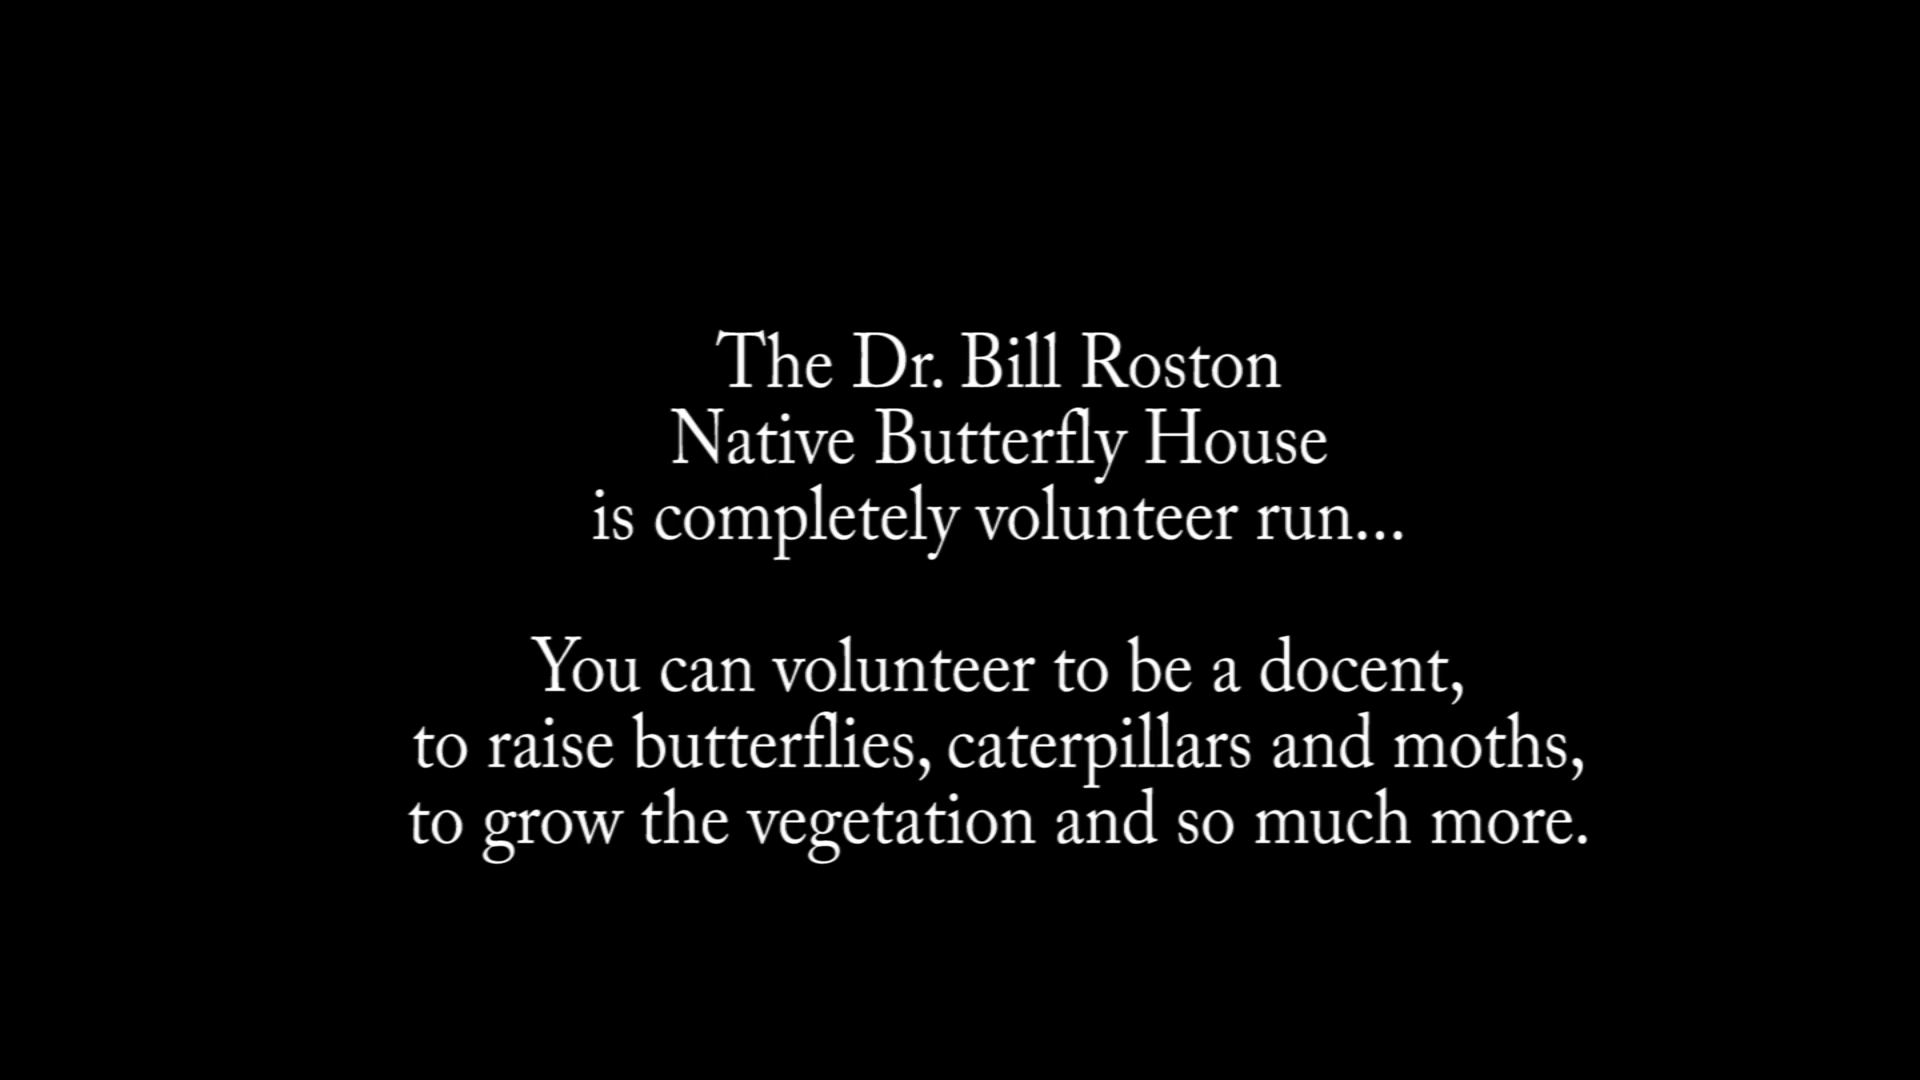 The Dr. Bill Roston
Native Butterfly House
is completely volunteer run...
You can volunteer to be a docent,
to raise butterflies, caterpillars and moths,
to grow the vegetation and so much more.